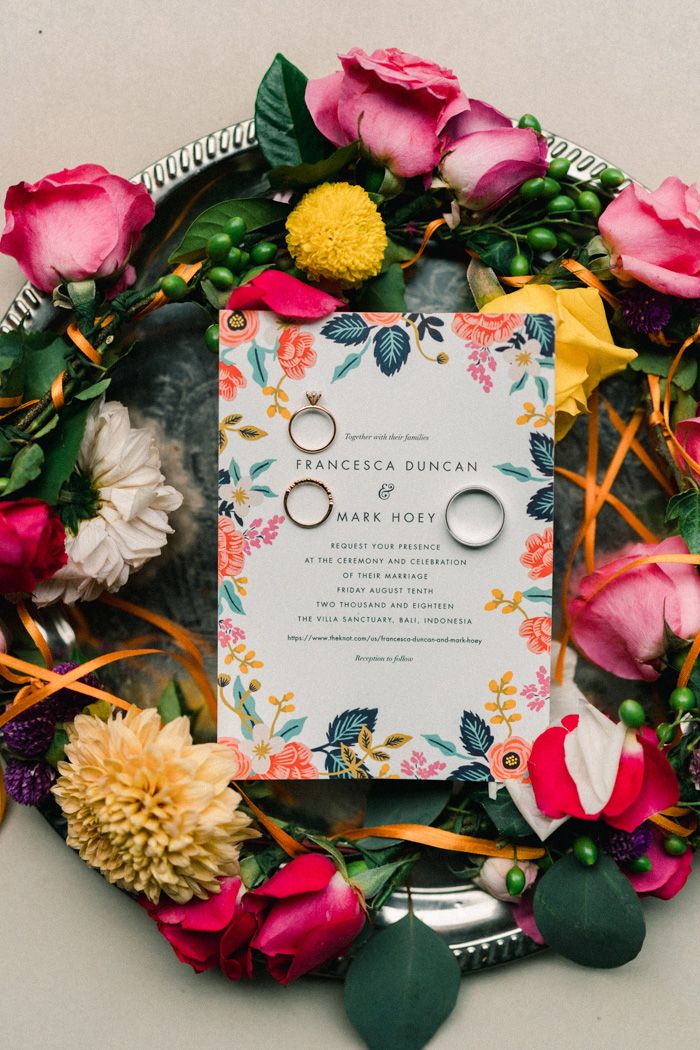 Together with their families
FRANCESCA DUNCAN
&
MARK HOEY
REQUEST YOUR PRESENCE
AT THE CEREMONY AND CELEBRATION
OF THEIR MARRIAGE
FRIDAY AUGUST TENTH
TWO THOUSAND AND EIGHTEEN
THE VILLA SANCTUARY, BALI, INDONESIA
https://www.theknot.com/us/francesca-duncan-and-mark-hoey
Reception to follow